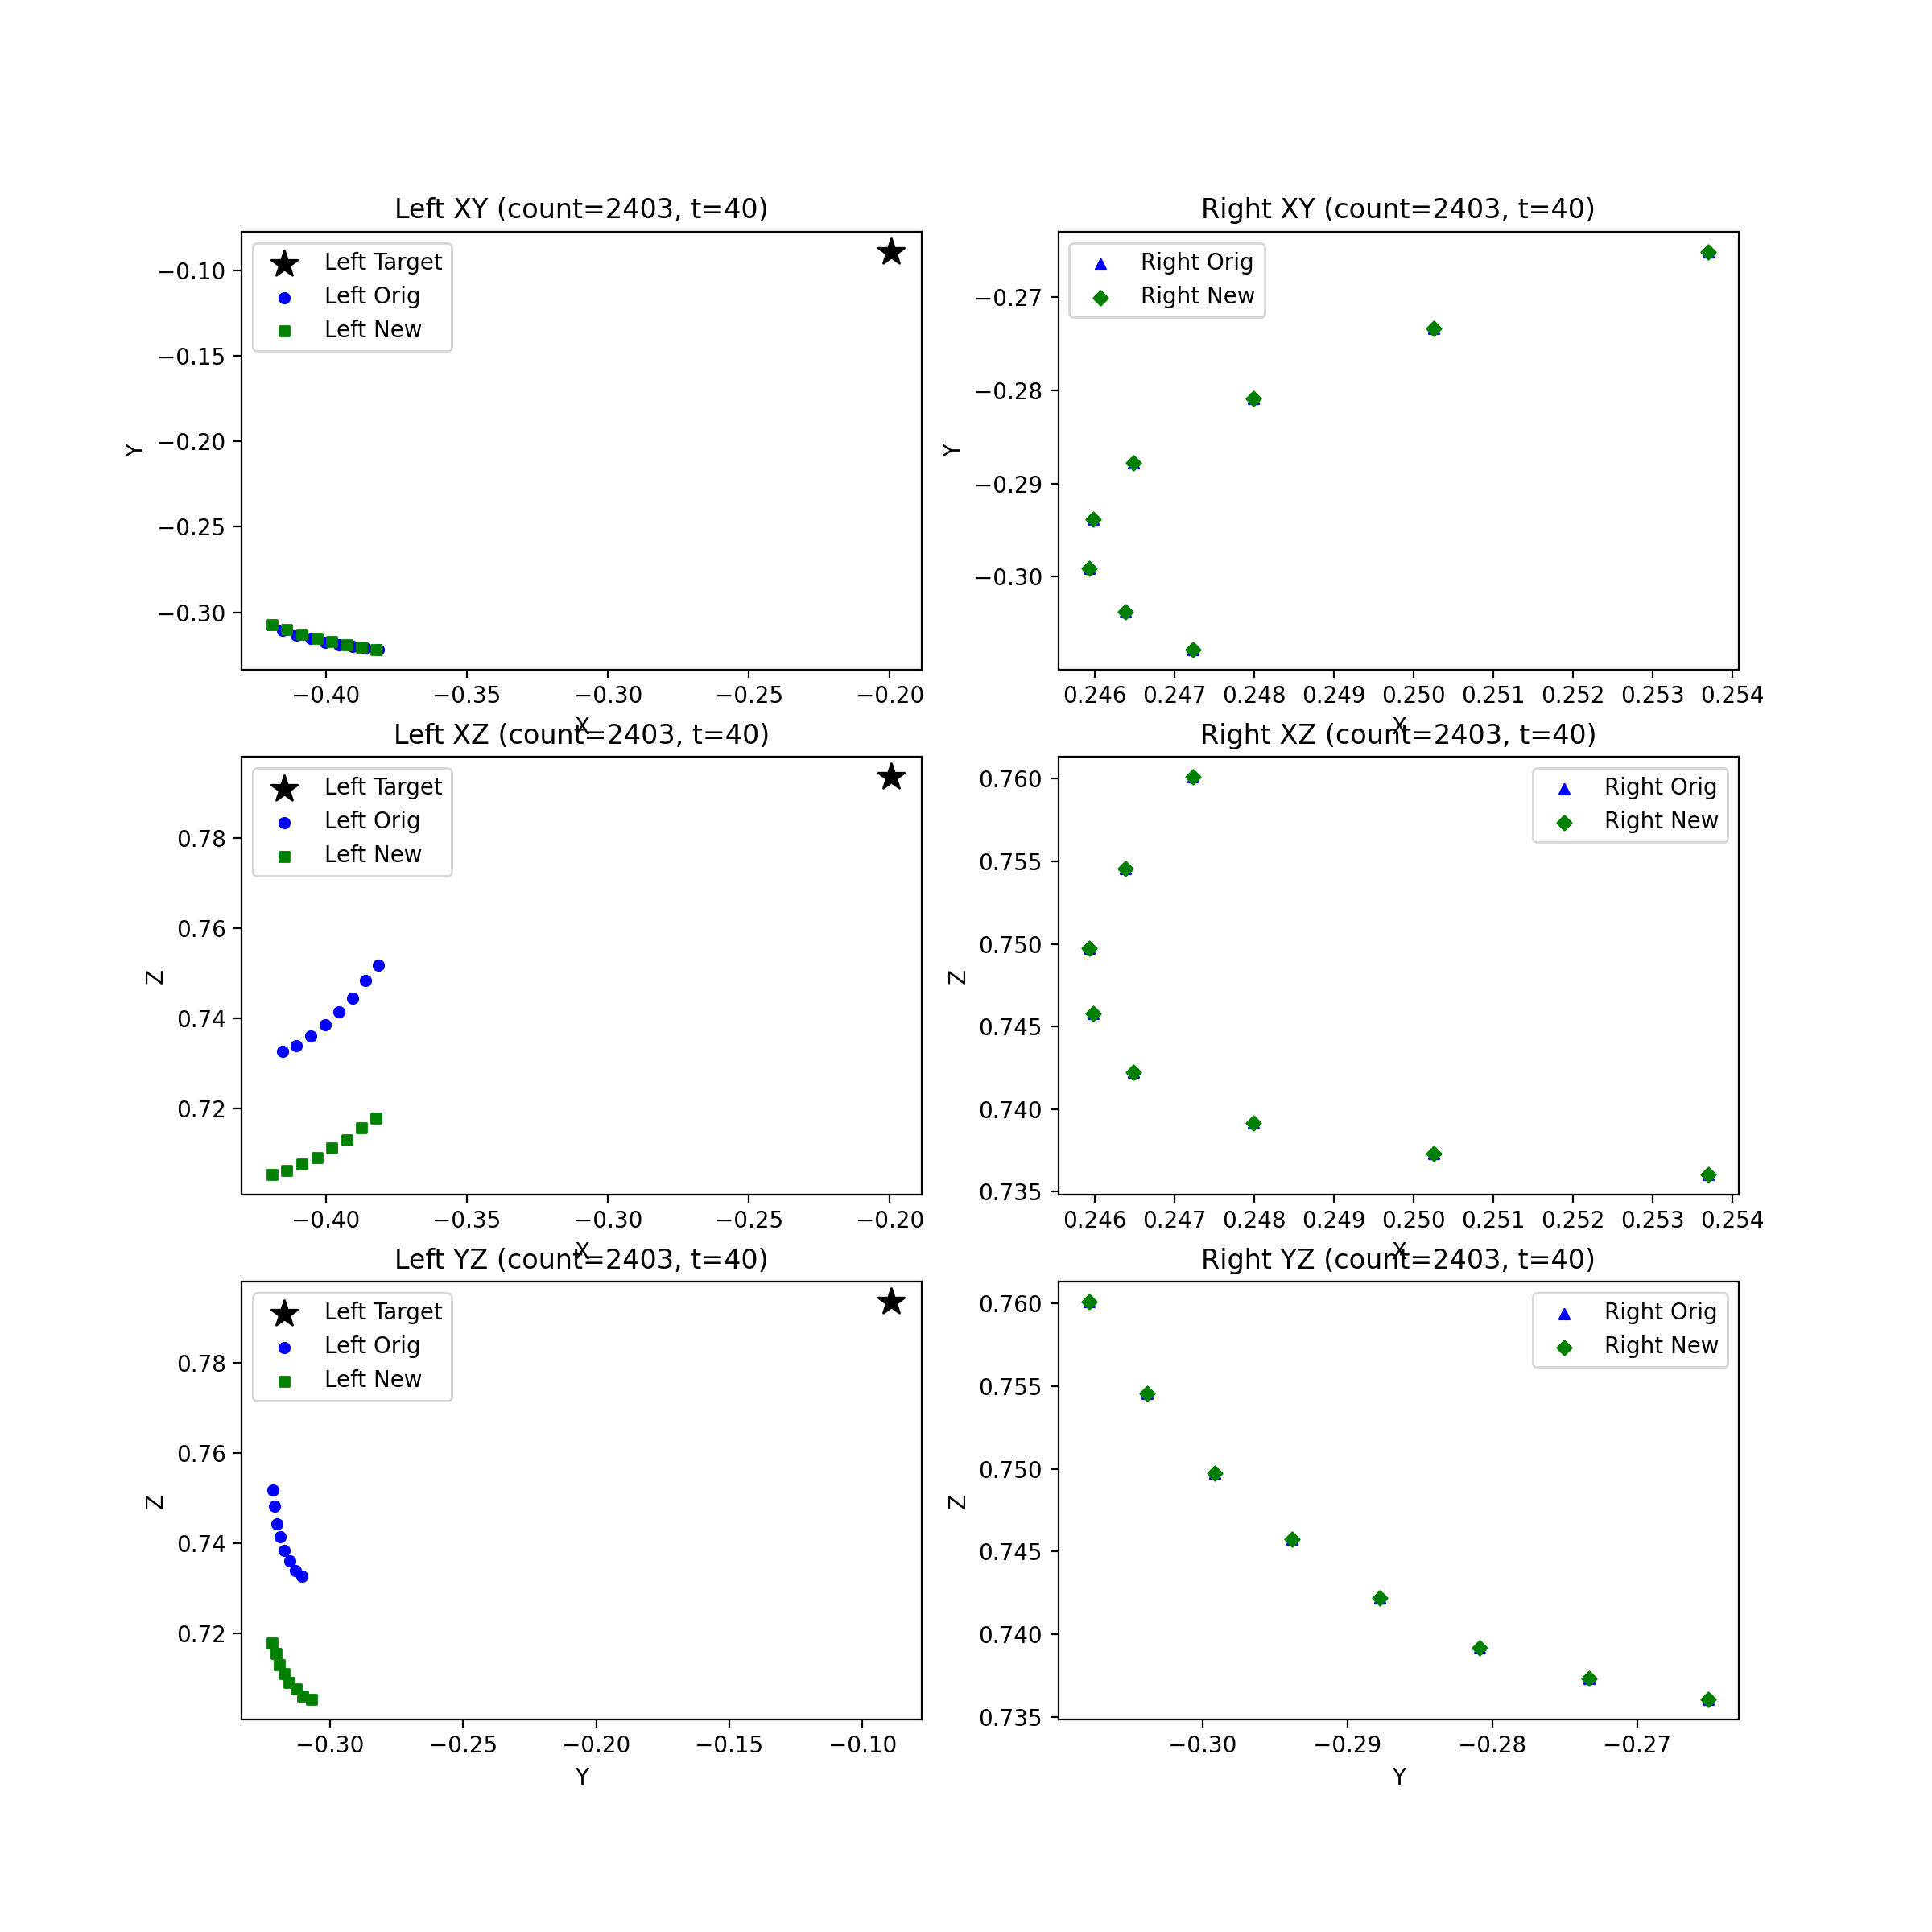 Left XY (count=2403, t=40)
Left Target
Left Orig
Left New
−0.10
−0.15
−0.20
−0.25
−0.30
Y
−0.40 −0.35 −0.30 −0.25 −0.20
X
Right XY (count=2403, t=40)
Right Orig
Right New
−0.27
−0.28
−0.29
−0.30
Y
0.246 0.247 0.248 0.249 0.250 0.251 0.252 0.253 0.254
X
Left XZ (count=2403, t=40)
Left Target
Left Orig
Left New
0.78
0.76
0.74
0.72
Z
−0.40 −0.35 −0.30 −0.25 −0.20
X
Right XZ (count=2403, t=40)
Right Orig
Right New
0.760
0.755
0.750
0.745
0.740
0.735
Z
0.246 0.247 0.248 0.249 0.250 0.251 0.252 0.253 0.254
X
Left YZ (count=2403, t=40)
Left Target
Left Orig
Left New
0.78
0.76
0.74
0.72
Z
−0.30 −0.25 −0.20 −0.15 −0.10
Y
Right YZ (count=2403, t=40)
Right Orig
Right New
0.760
0.755
0.750
0.745
0.740
0.735
Z
−0.30 −0.29 −0.28 −0.27
Y